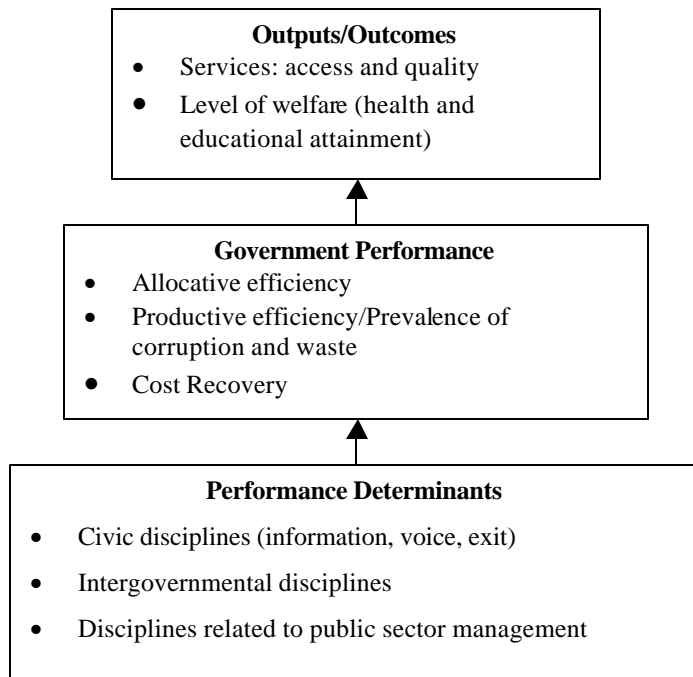 Outputs/Outcomes
• Services: access and quality
• Level of welfare (health and
educational attainment)
Government Performance
• Allocative efficiency
• Productive efficiency/Prevalence of
corruption and waste
• Cost Recovery
Performance Determinants
• Civic disciplines (information, voice, exit)
• Intergovernmental disciplines
• Disciplines related to public sector management